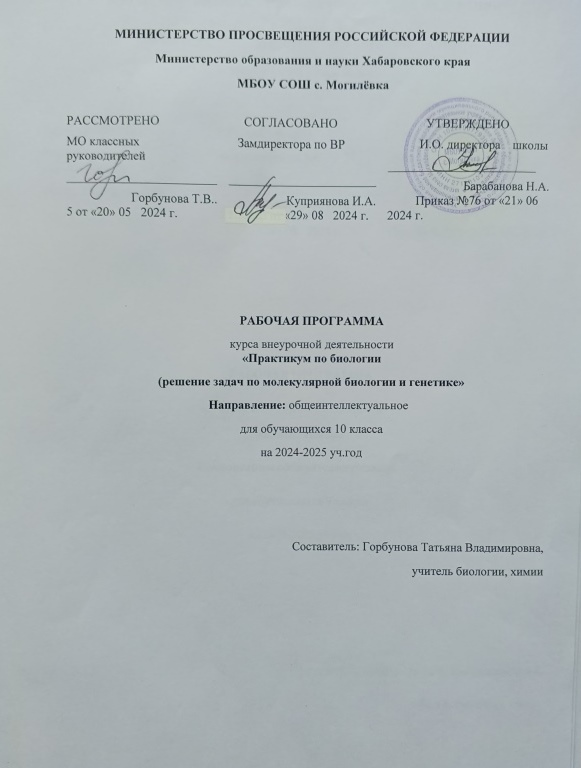 МИНИСТЕРСТВО ПРОСВЕЩЕНИЯ РОССИЙСКОЙ ФЕДЕРАЦИИ
Министерство образования и науки Хабаровского края
МБОУ СОШ с. Могилёвка
РАССМОТРЕНО
МО классных
руководителей
Горбунова Т.В..
5 от «20» 05 2024 г.
СОГЛАСОВАНО
Замдиректора по ВР
Куприянова И.А.
«29» 08 2024 г.
УТВЕРЖДЕНО
И.О. директора школы
Барабанова Н.А.
Приказ №76 от «21» 06
2024 г.
РАБОЧАЯ ПРОГРАММА
курса внеурочной деятельности
«Практикум по биологии
(решение задач по молекулярной биологии и генетике»
Направление: общеинтеллектуальное
для обучающихся 10 класса
на 2024-2025 уч.год
Составитель: Горбунова Татьяна Владимировна,
учитель биологии, химии